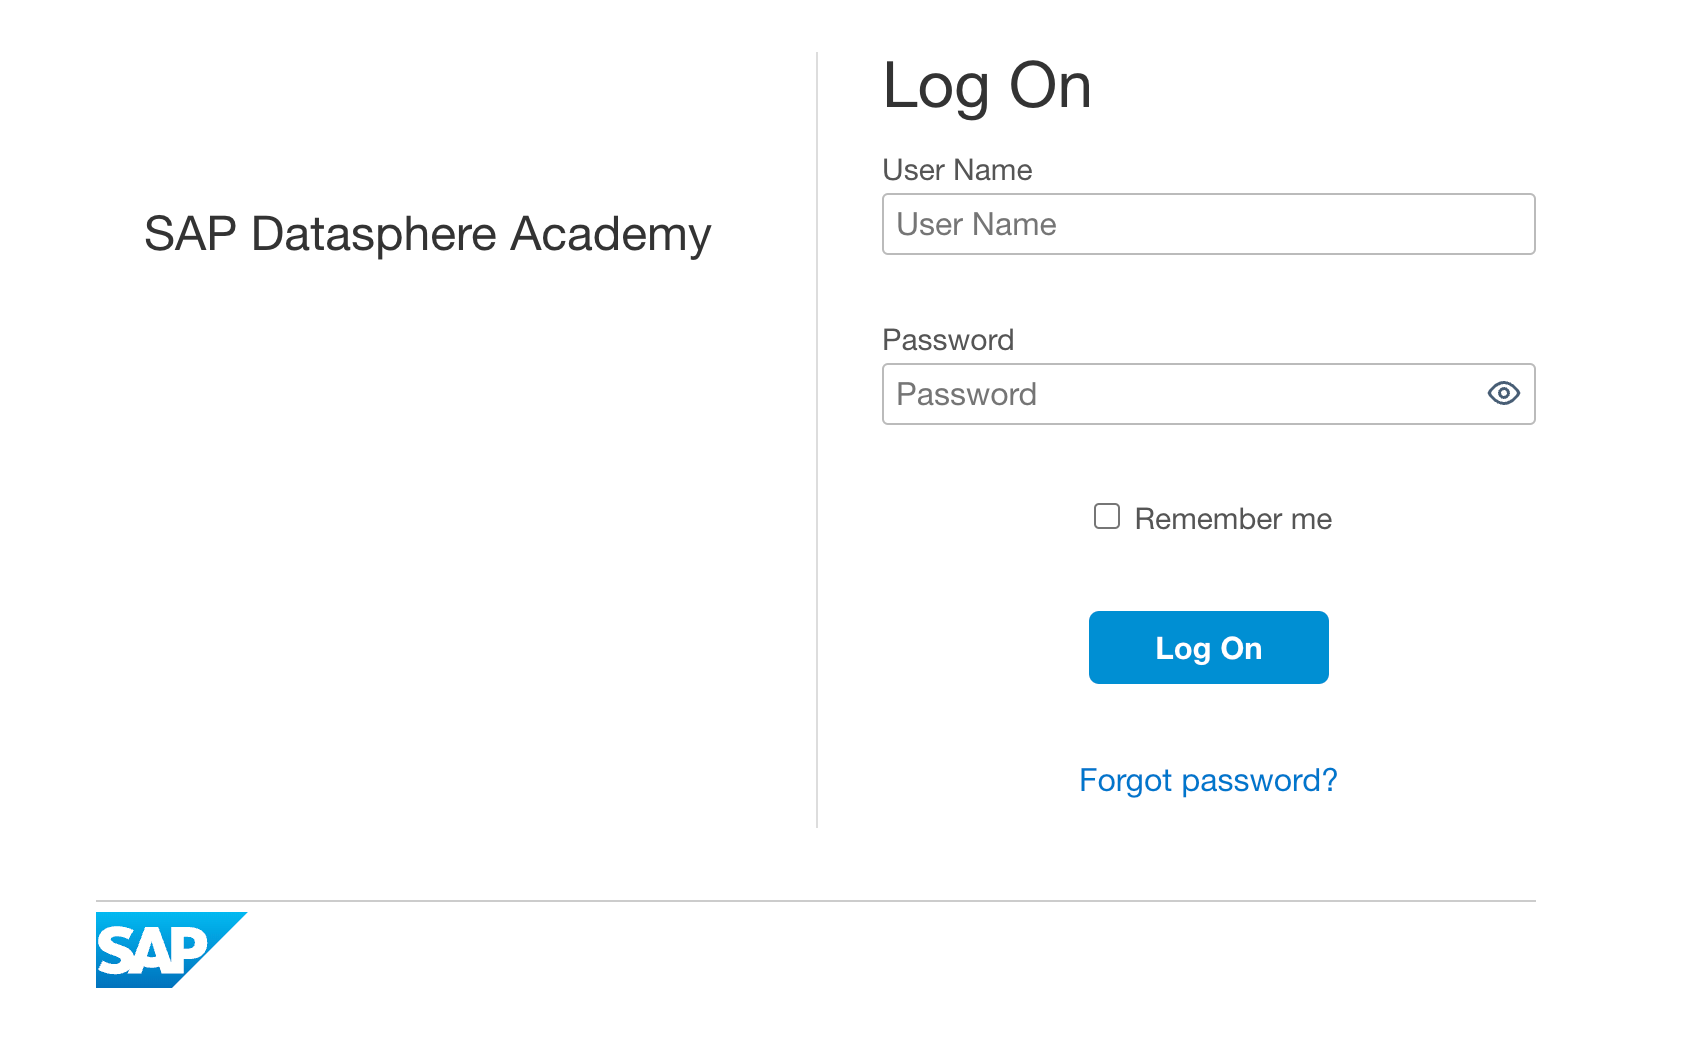 SAP Datasphere Academy
Log On
User Name
User Name
Password
Password
Remember me
Log On
Forgot password?
SAP